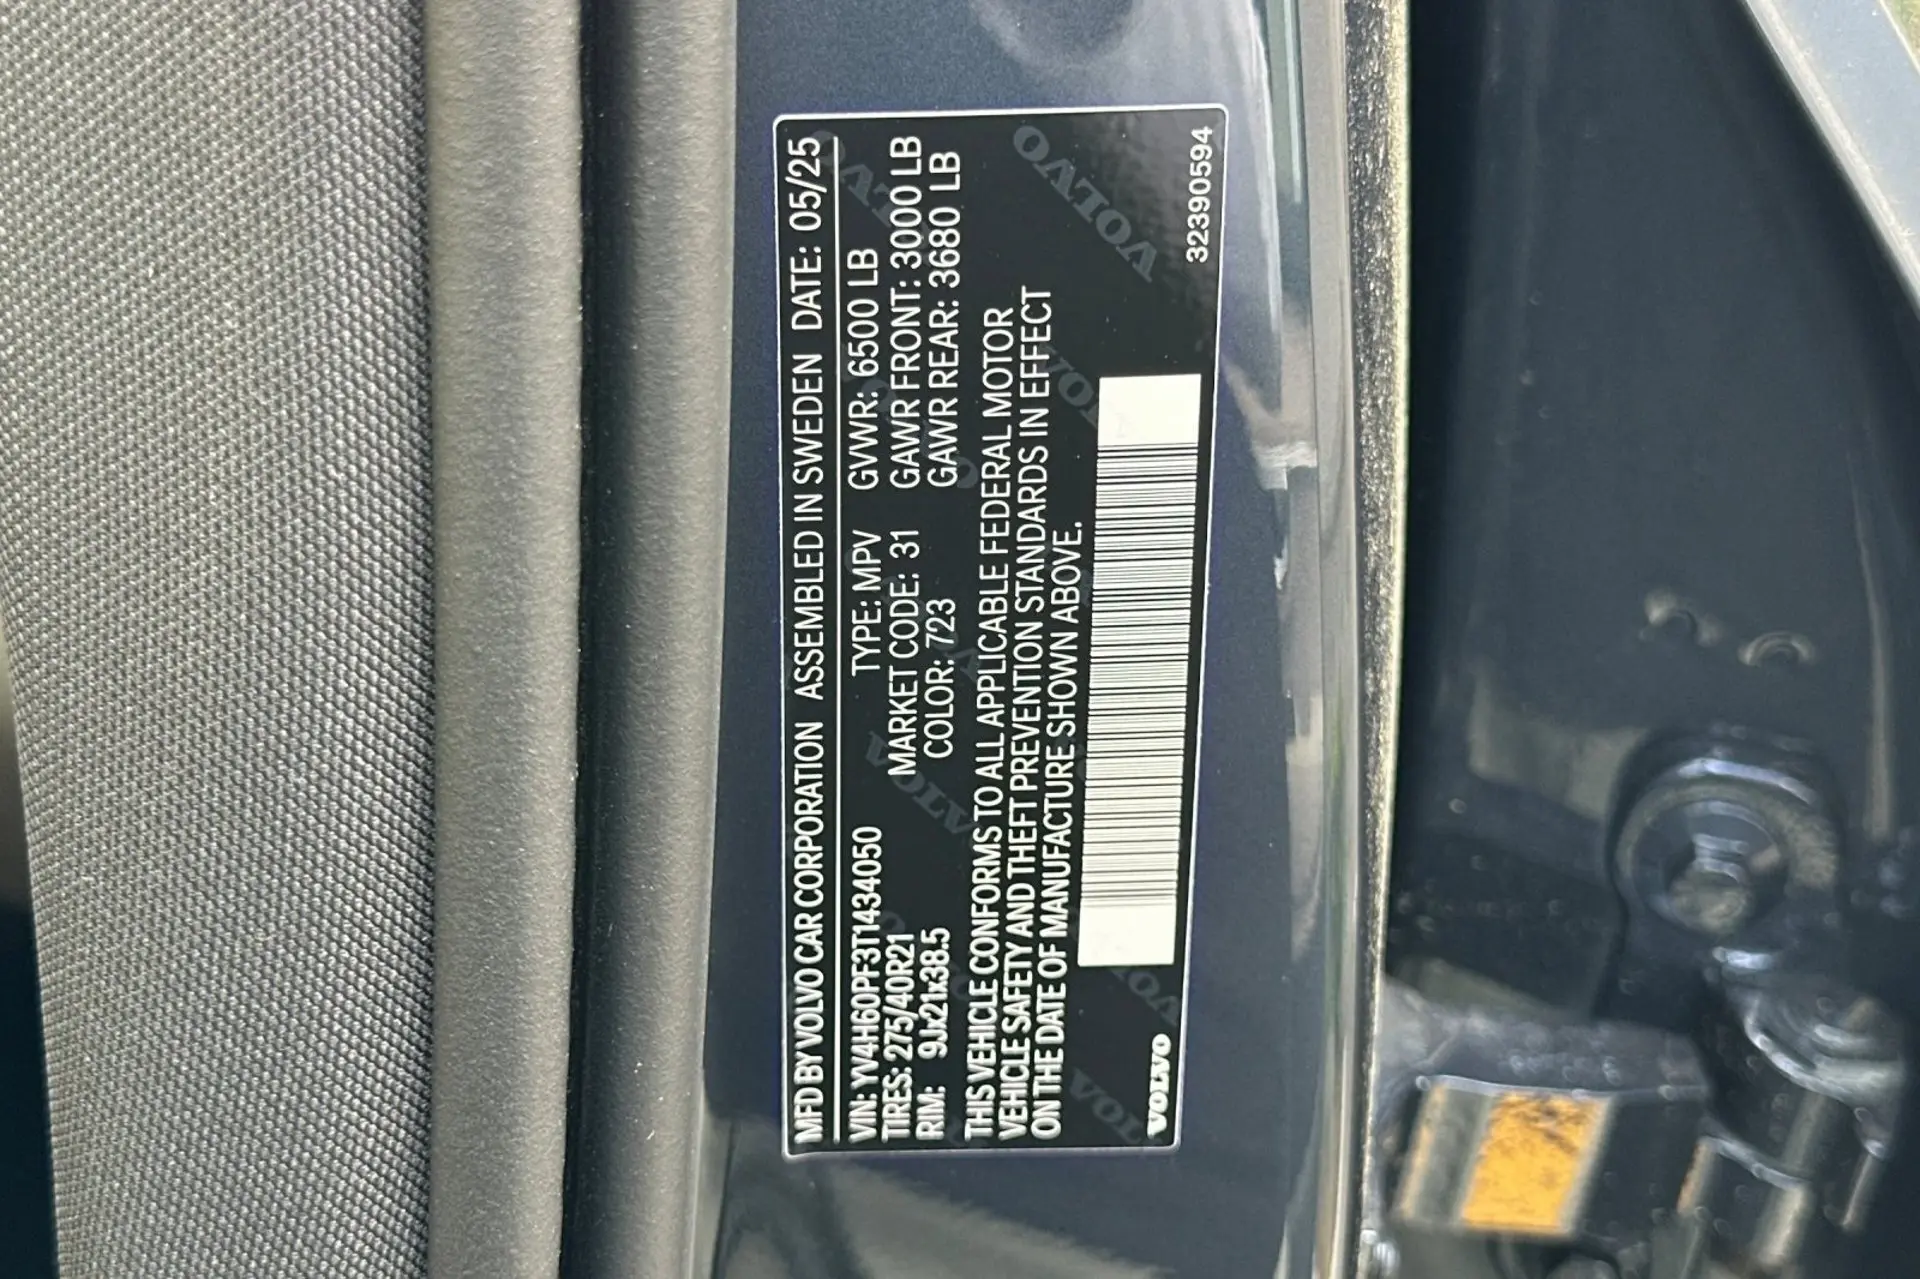 MFD BY VOLVO CAR CORPORATION ASSEMBLED IN SWEDEN DATE: 05/25
VIN: YV4H60PF3T1434050 TYPE: MPV GVWR: 6500 LB
TIRES: 275/40R21 MARKET CODE: 31 GAWR FRONT: 3000 LB
RIM: 9Jx21x38.5 COLOR: 723 GAWR REAR: 3680 LB
THIS VEHICLE CONFORMS TO ALL APPLICABLE FEDERAL MOTOR
VEHICLE SAFETY AND THEFT PREVENTION STANDARDS IN EFFECT
ON THE DATE OF MANUFACTURE SHOWN ABOVE.
VOLVO 32390594